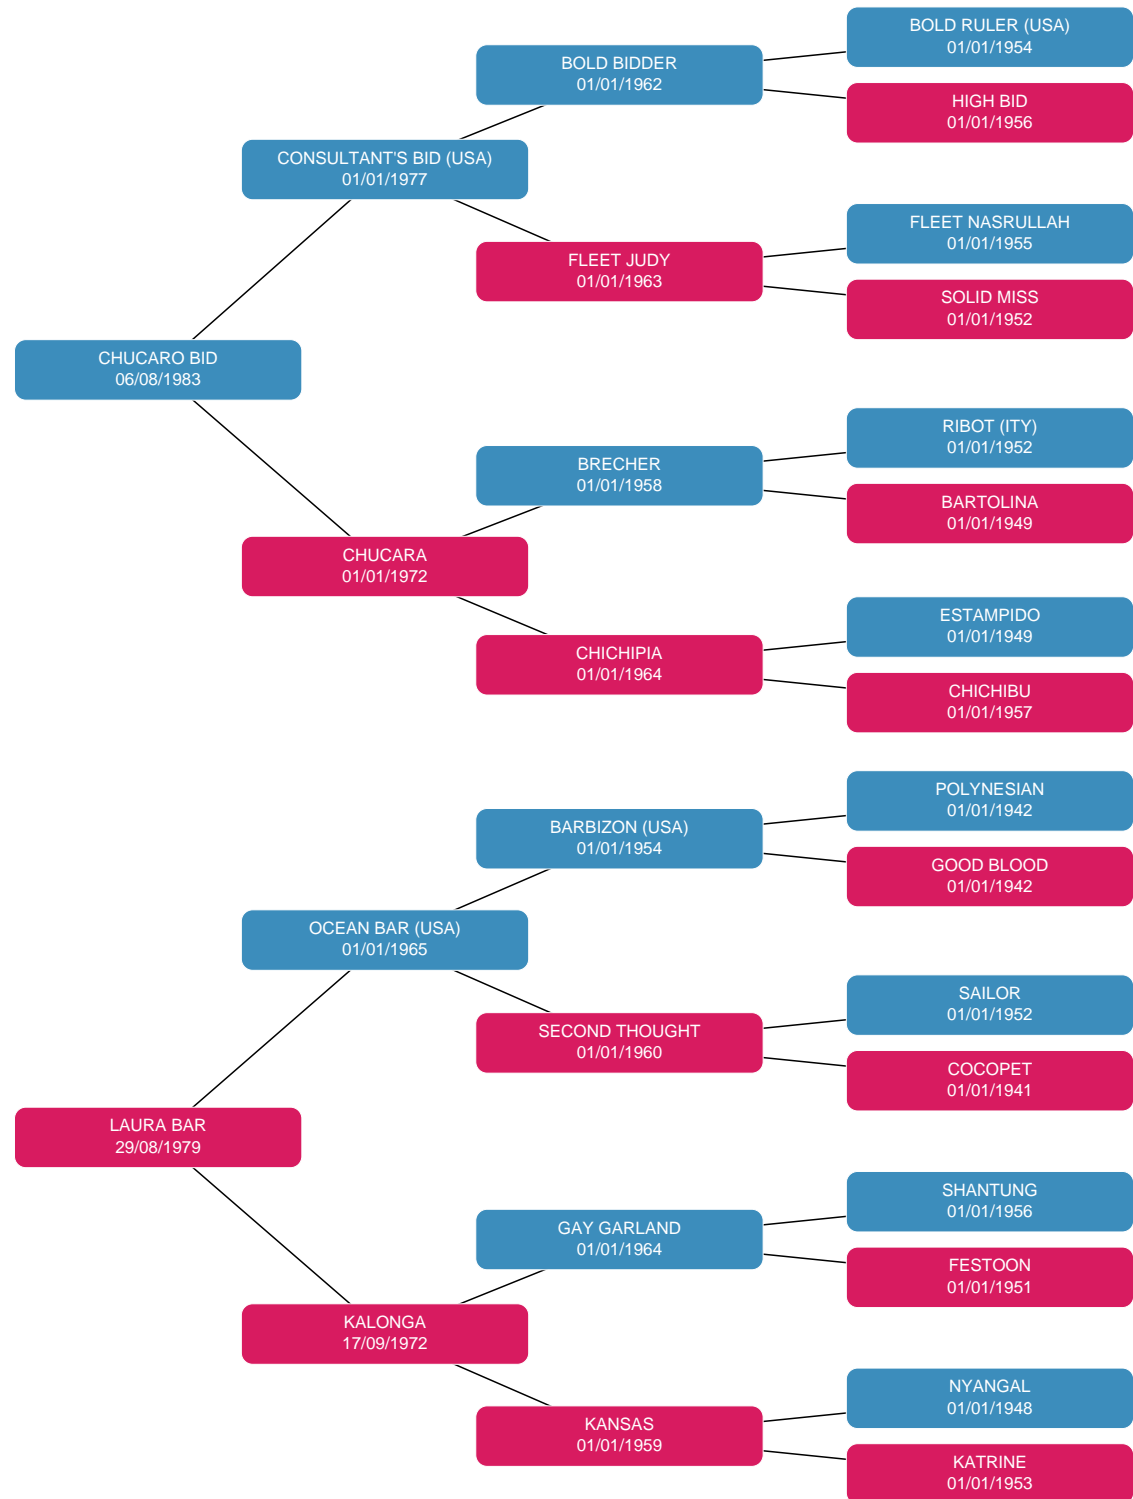 BOLD RULER (USA)
01/01/1954
BOLD BIDDER
01/01/1962
HIGH BID
01/01/1956
CONSULTANT'S BID (USA)
01/01/1977
FLEET NASRULLAH
01/01/1955
FLEET JUDY
01/01/1963
SOLID MISS
01/01/1952
CHUCARO BID
06/08/1983
RIBOT (ITY)
01/01/1952
BRECHER
01/01/1958
BARTOLINA
01/01/1949
CHUCARA
01/01/1972
ESTAMPIDO
01/01/1949
CHICHIPIA
01/01/1964
CHICHIBU
01/01/1957
POLYNESIAN
01/01/1942
BARBIZON (USA)
01/01/1954
GOOD BLOOD
01/01/1942
OCEAN BAR (USA)
01/01/1965
SAILOR
01/01/1952
SECOND THOUGHT
01/01/1960
COCOPET
01/01/1941
LAURA BAR
29/08/1979
SHANTUNG
01/01/1956
GAY GARLAND
01/01/1964
FESTOON
01/01/1951
KALONGA
17/09/1972
NYANGAL
01/01/1948
KANSAS
01/01/1959
KATRINE
01/01/1953